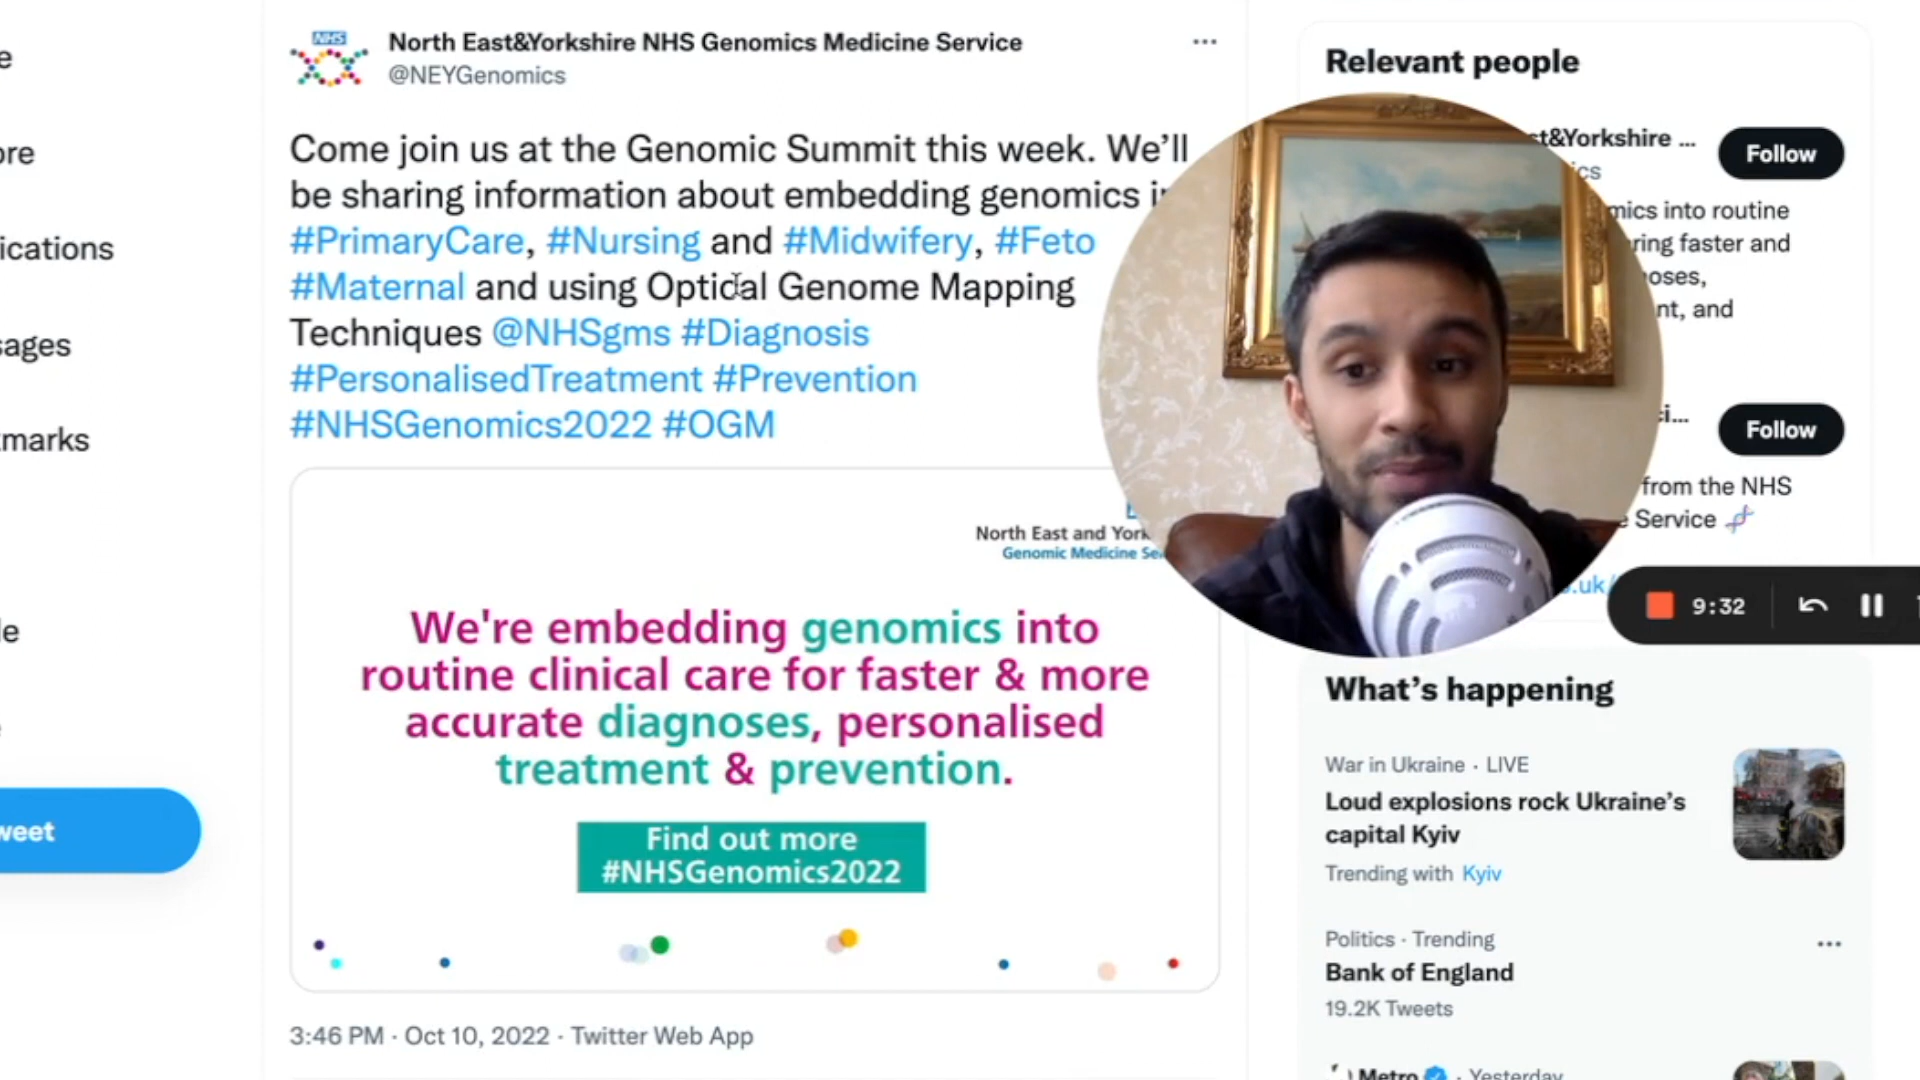 NHS
North East&Yorkshire NHS Genomics Medicine Service
@NEYGenomics
Come join us at the Genomic Summit this week. We'll
be sharing information about embedding genomics
#PrimaryCare, #Nursing and #Midwifery, #Feto
#Maternal and using Optical Genome Mapping
Techniques @NHSgms #Diagnosis
#PersonalisedTreatment #Prevention
#NHSGenomics2022 #OGM
North East and York
Genomic Medicine Se
We're embedding genomics into
routine clinical care for faster & more
accurate diagnoses, personalised
treatment & prevention.
Find out more
#NHSGenomics2022
3:46 PM · Oct 10, 2022 · Twitter Web App
ore
ications
sages
kmarks
le
weet
Relevant people
st&Yorkshire ...
ics
Follow
mics into routine
ring faster and
noses,
nt, and
ci...
Follow
from the NHS
e Service
.uk/
9:32
What's happening
War in Ukraine · LIVE
Loud explosions rock Ukraine's
capital Kyiv
Trending with Kyiv
Politics · Trending
Bank of England
19.2K Tweets
Metro · Yesterday